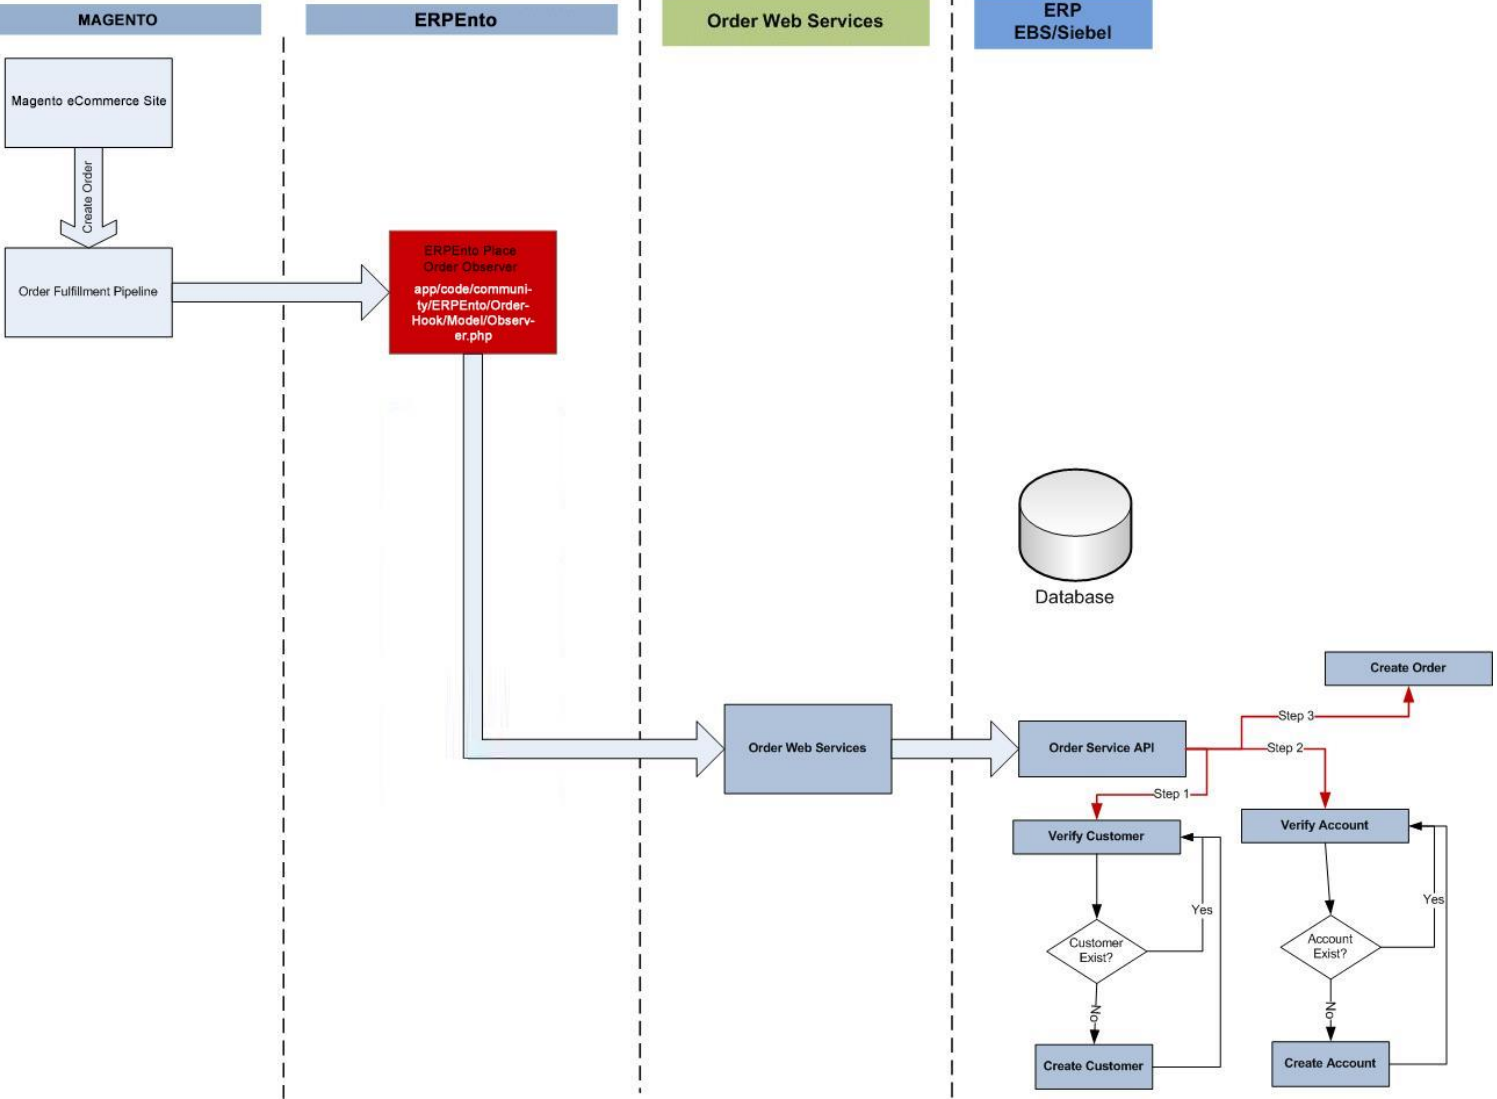 MAGENTO
ERPEnto
Order Web Services
ERP
EBS/Siebel
Magento eCommerce Site
Create Order
Order Fulfillment Pipeline
ERPEnto Place
Order Observer
app/code/communi-
ty/ERPEnto/Order-
Hook/Model/Observ-
er.php
Database
Create Order
Step 3
Order Web Services
Order Service API
Step 2
Step 1
Verify Customer
Verify Account
Yes
Yes
Customer
Exist?
Account
Exist?
No
No
Create Customer
Create Account